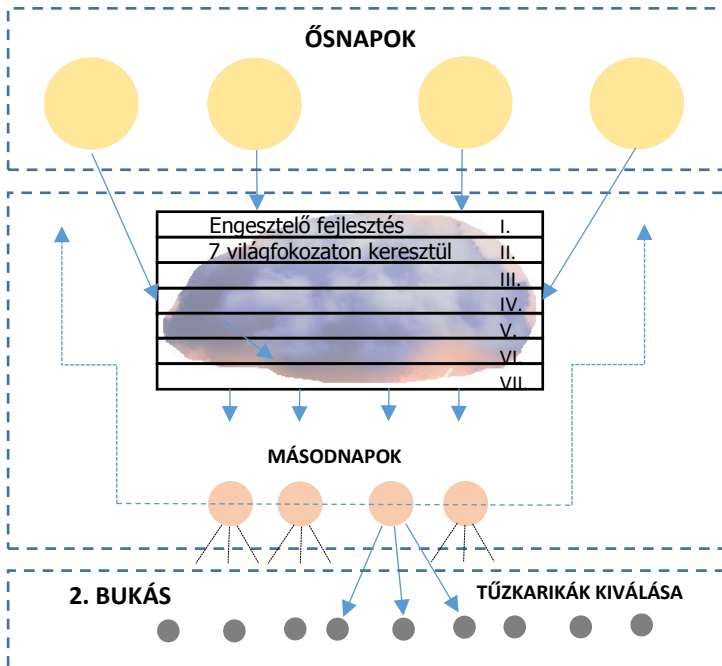 ŐSNAPOK
Engesztelő fejlesztés I.
7 világfokozaton keresztül II.
III.
IV.
V.
VI.
VII.
MÁSODNAPOK
2. BUKÁS
TŰZKARIKÁK KIVÁLÁSA